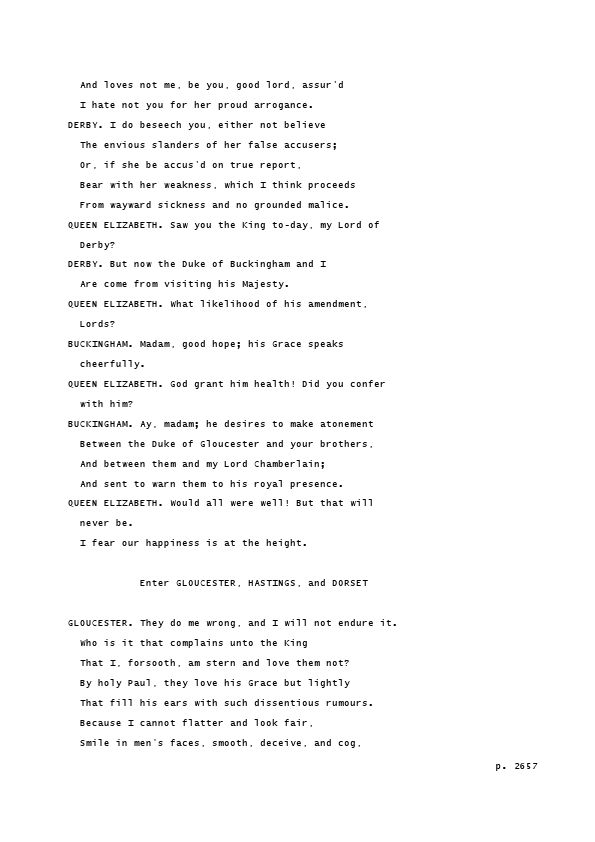 And loves not me, be you, good lord, assur'd
I hate not you for her proud arrogance.
DERBY. I do beseech you, either not believe
The envious slanders of her false accusers;
Or, if she be accus'd on true report,
Bear with her weakness, which I think proceeds
From wayward sickness and no grounded malice.
QUEEN ELIZABETH. Saw you the King to-day, my Lord of
Derby?
DERBY. But now the Duke of Buckingham and I
Are come from visiting his Majesty.
QUEEN ELIZABETH. What likelihood of his amendment,
Lords?
BUCKINGHAM. Madam, good hope; his Grace speaks
cheerfully.
QUEEN ELIZABETH. God grant him health! Did you confer
with him?
BUCKINGHAM. Ay, madam; he desires to make atonement
Between the Duke of Gloucester and your brothers,
And between them and my Lord Chamberlain;
And sent to warn them to his royal presence.
QUEEN ELIZABETH. Would all were well! But that will
never be.
I fear our happiness is at the height.
Enter GLOUCESTER, HASTINGS, and DORSET
GLOUCESTER. They do me wrong, and I will not endure it.
Who is it that complains unto the King
That I, forsooth, am stern and love them not?
By holy Paul, they love his Grace but lightly
That fill his ears with such dissentious rumours.
Because I cannot flatter and look fair,
Smile in men's faces, smooth, deceive, and cog,
p. 2657